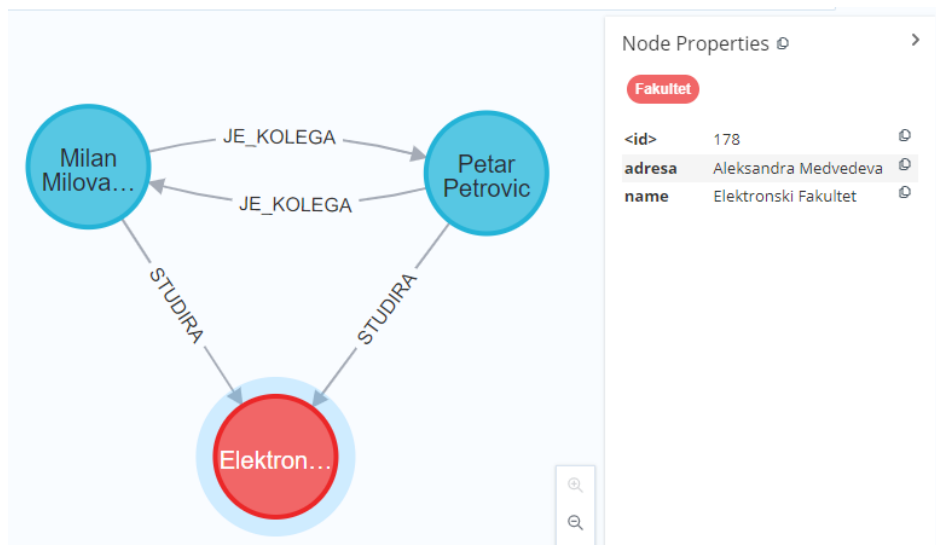 Node Properties
Fakultet
<id> 178
adresa Aleksandra Medvedeva
name Elektronski Fakultet
Milan
Milova...
JE_KOLEGA
Petar
Petrovic
JE_KOLEGA
STUDIRA
STUDIRA
Elektron...